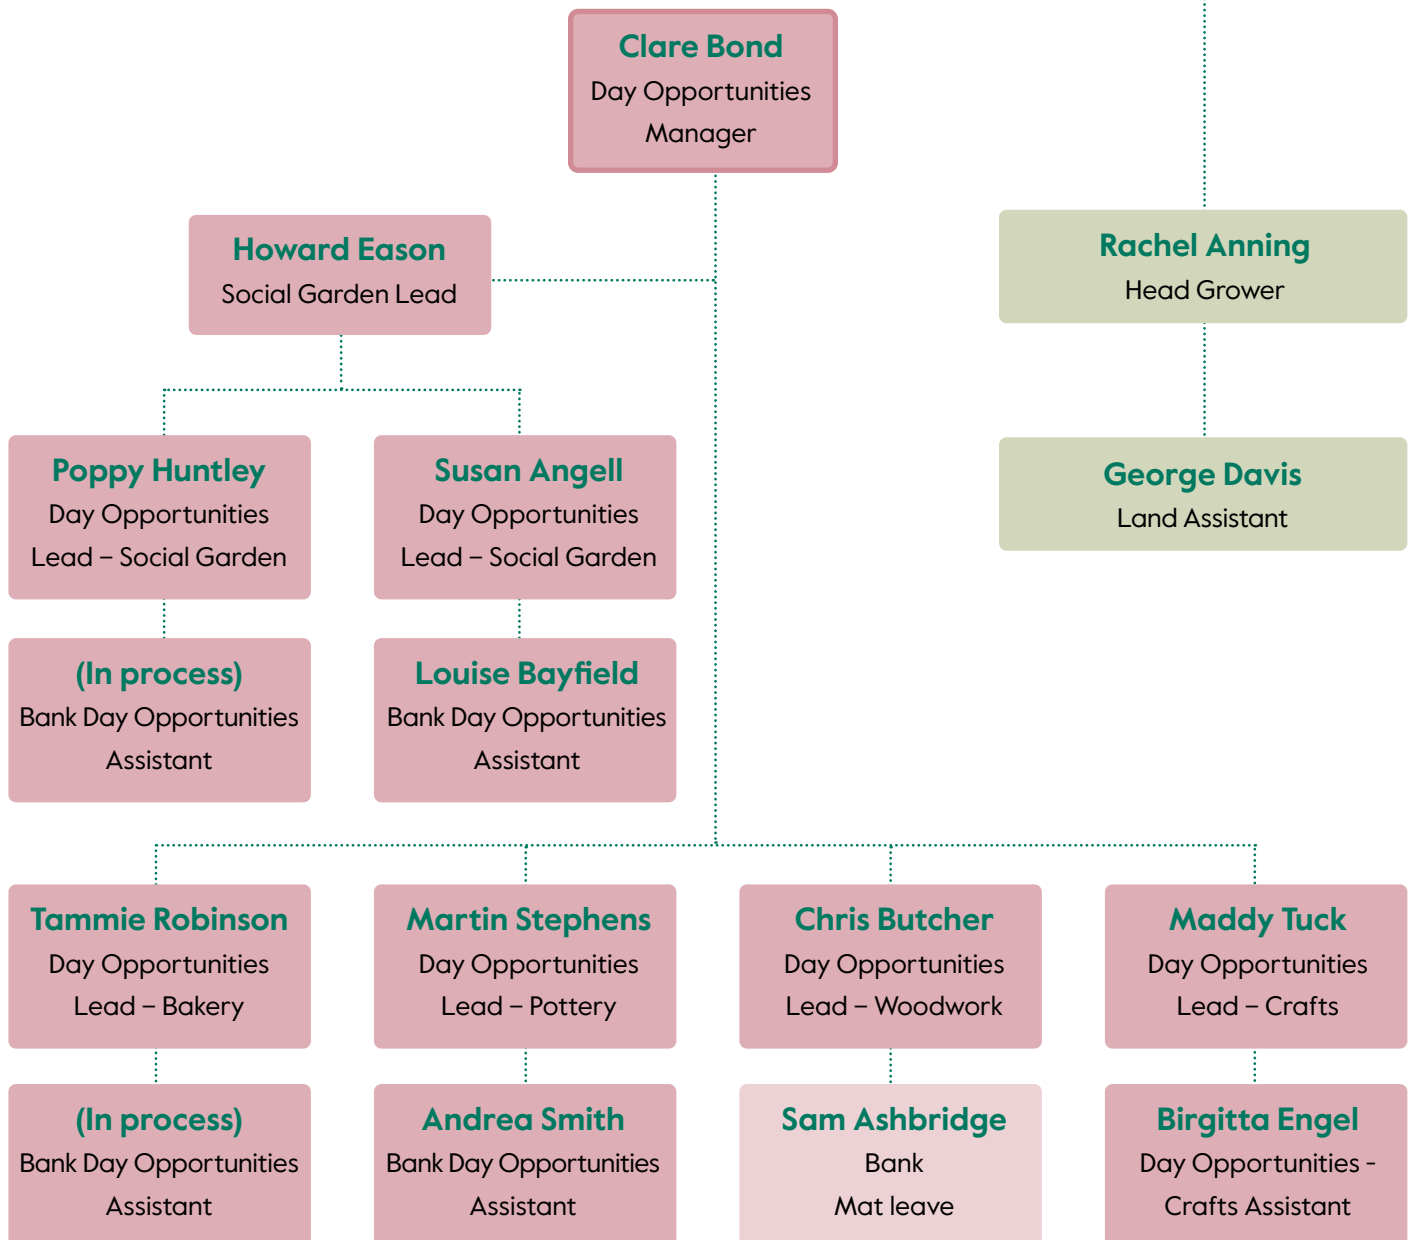 Clare Bond
Day Opportunities
Manager
Howard Eason
Social Garden Lead
Rachel Anning
Head Grower
Poppy Huntley
Day Opportunities
Lead – Social Garden
Susan Angell
Day Opportunities
Lead – Social Garden
George Davis
Land Assistant
(In process)
Bank Day Opportunities
Assistant
Louise Bayfield
Bank Day Opportunities
Assistant
Tammie Robinson
Day Opportunities
Lead – Bakery
Martin Stephens
Day Opportunities
Lead – Pottery
Chris Butcher
Day Opportunities
Lead – Woodwork
Maddy Tuck
Day Opportunities
Lead – Crafts
(In process)
Bank Day Opportunities
Assistant
Andrea Smith
Bank Day Opportunities
Assistant
Sam Ashbridge
Bank
Mat leave
Birgitta Engel
Day Opportunities -
Crafts Assistant